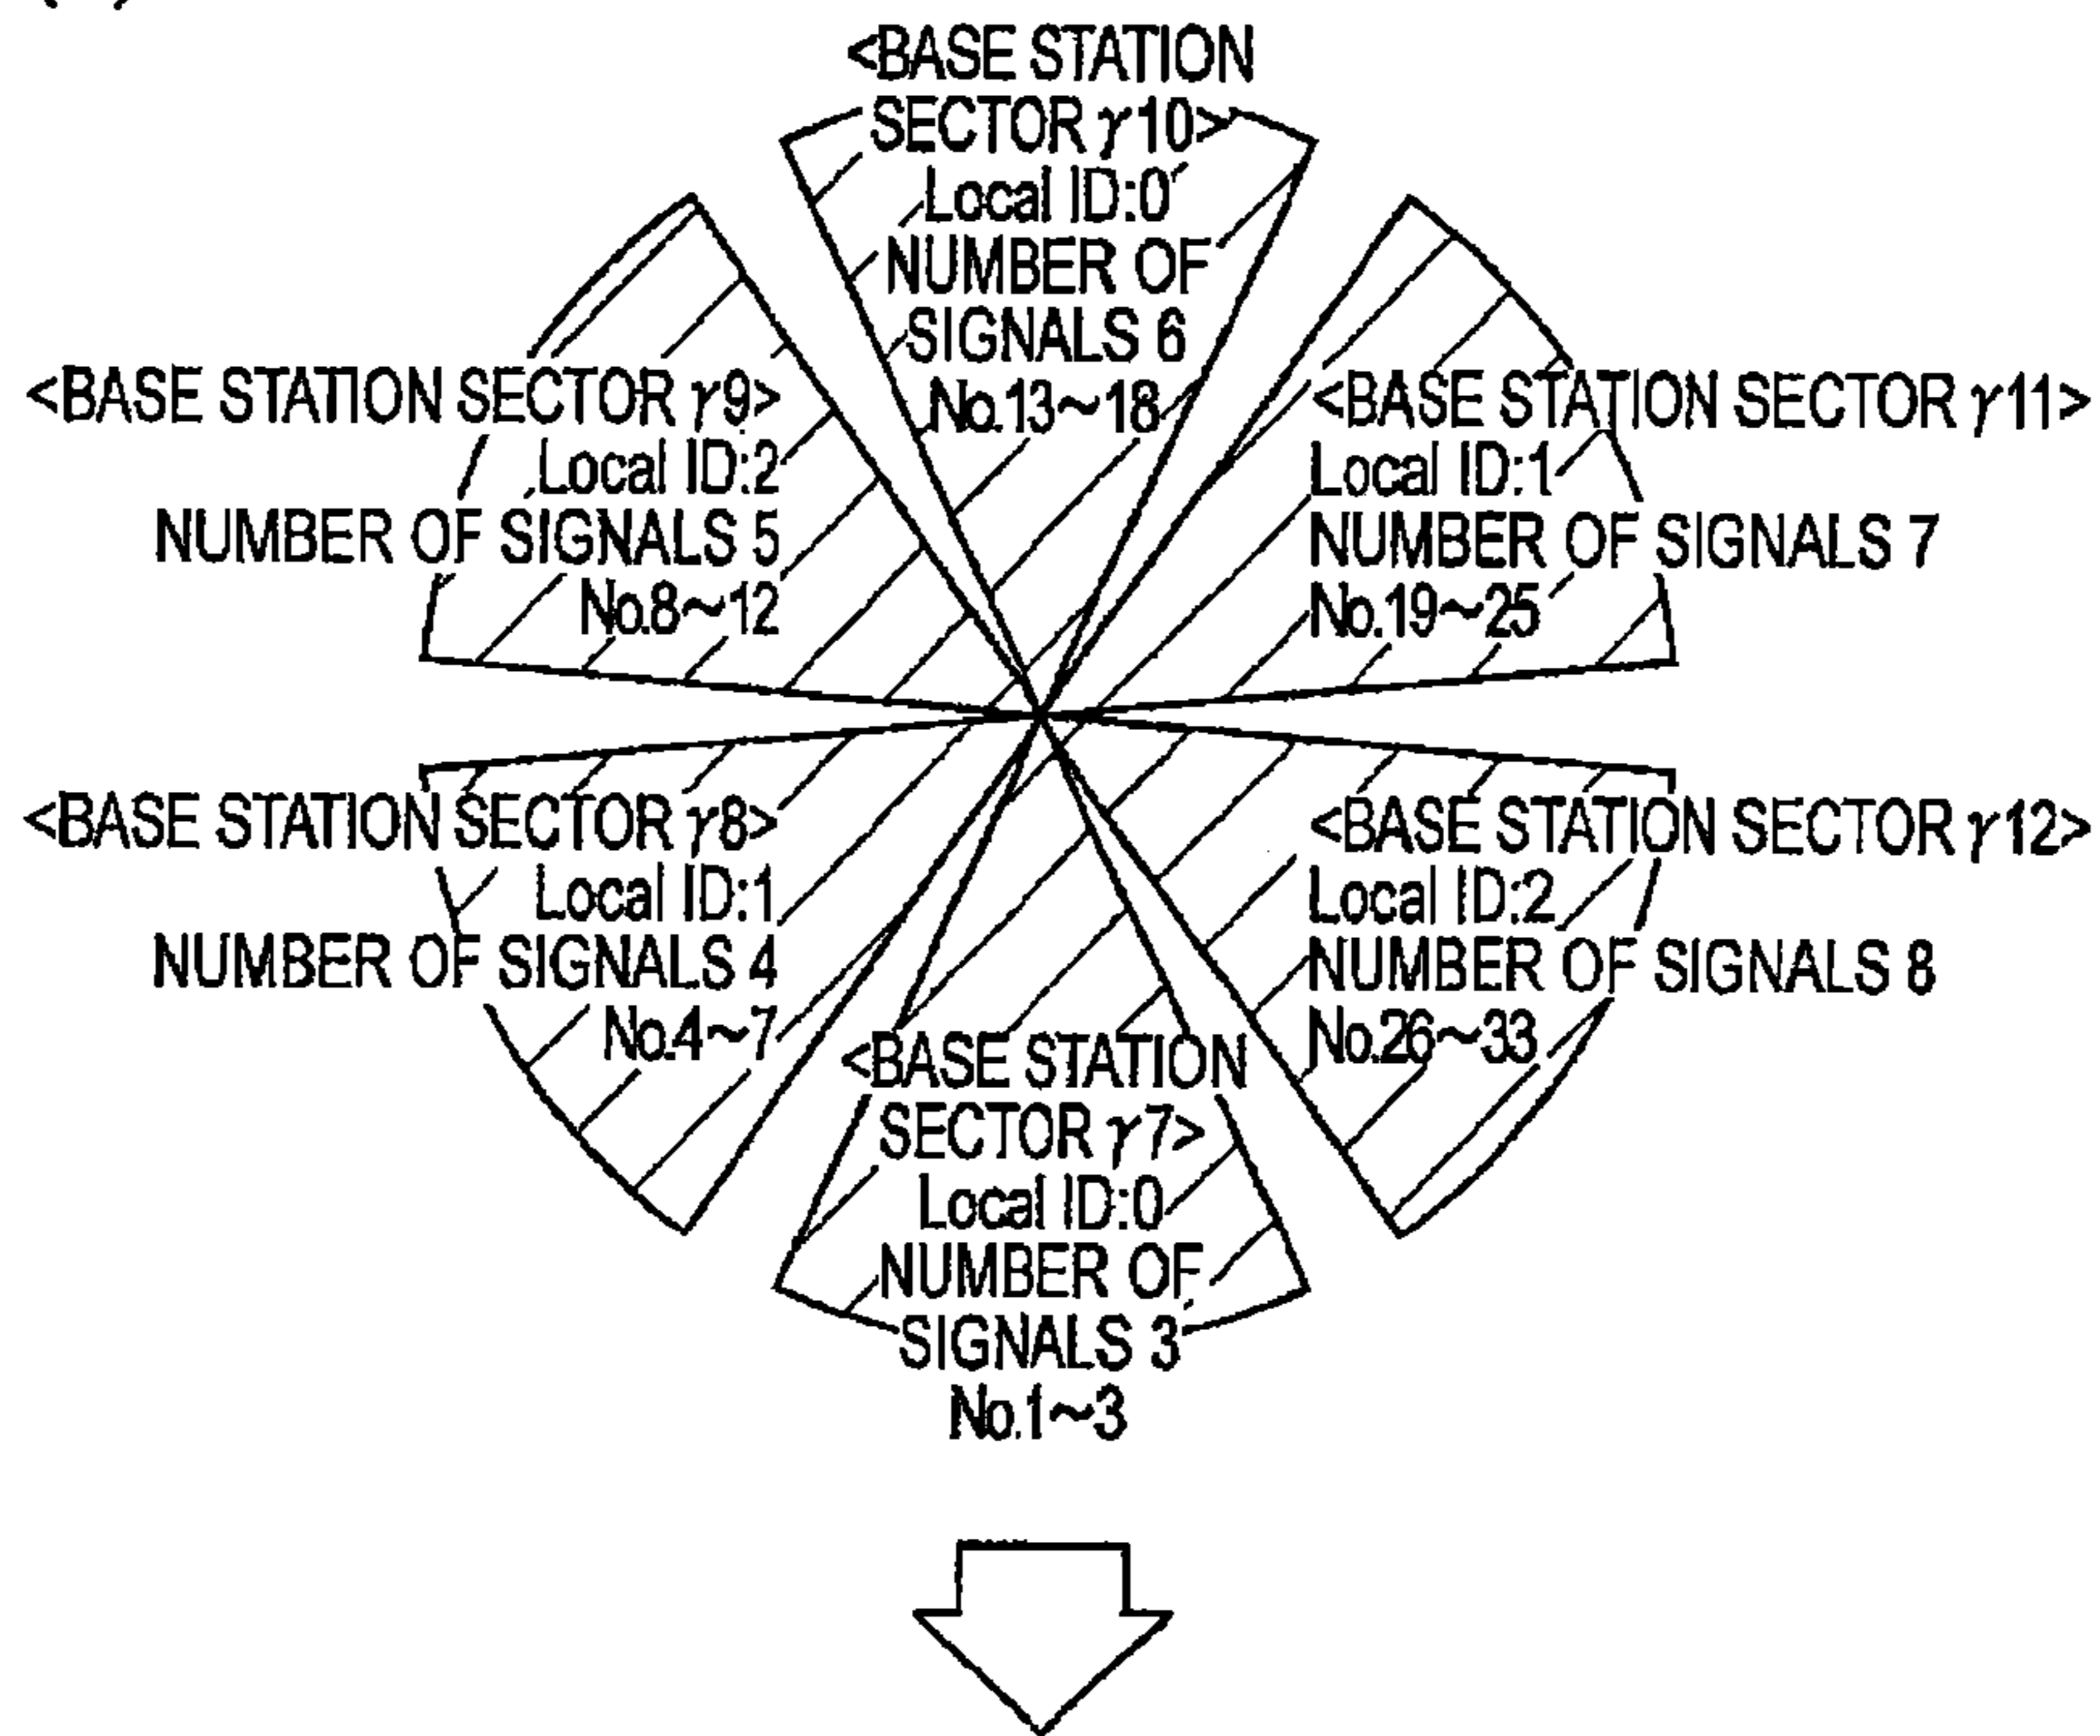 <BASE STATION
SECTOR γ10>
Local ID:0
NUMBER OF
SIGNALS 6
No.13~18
<BASE STATION SECTOR γ9>
Local ID:2
NUMBER OF SIGNALS 5
No.8~12
<BASE STATION SECTOR γ11>
Local ID:1
NUMBER OF SIGNALS 7
No.19~25
<BASE STATION SECTOR γ8>
Local ID:1
NUMBER OF SIGNALS 4
No.4~7
<BASE STATION SECTOR γ12>
Local ID:2
NUMBER OF SIGNALS 8
No.26~33
<BASE STATION
SECTOR γ7>
Local ID:0
NUMBER OF
SIGNALS 3
No.1~3